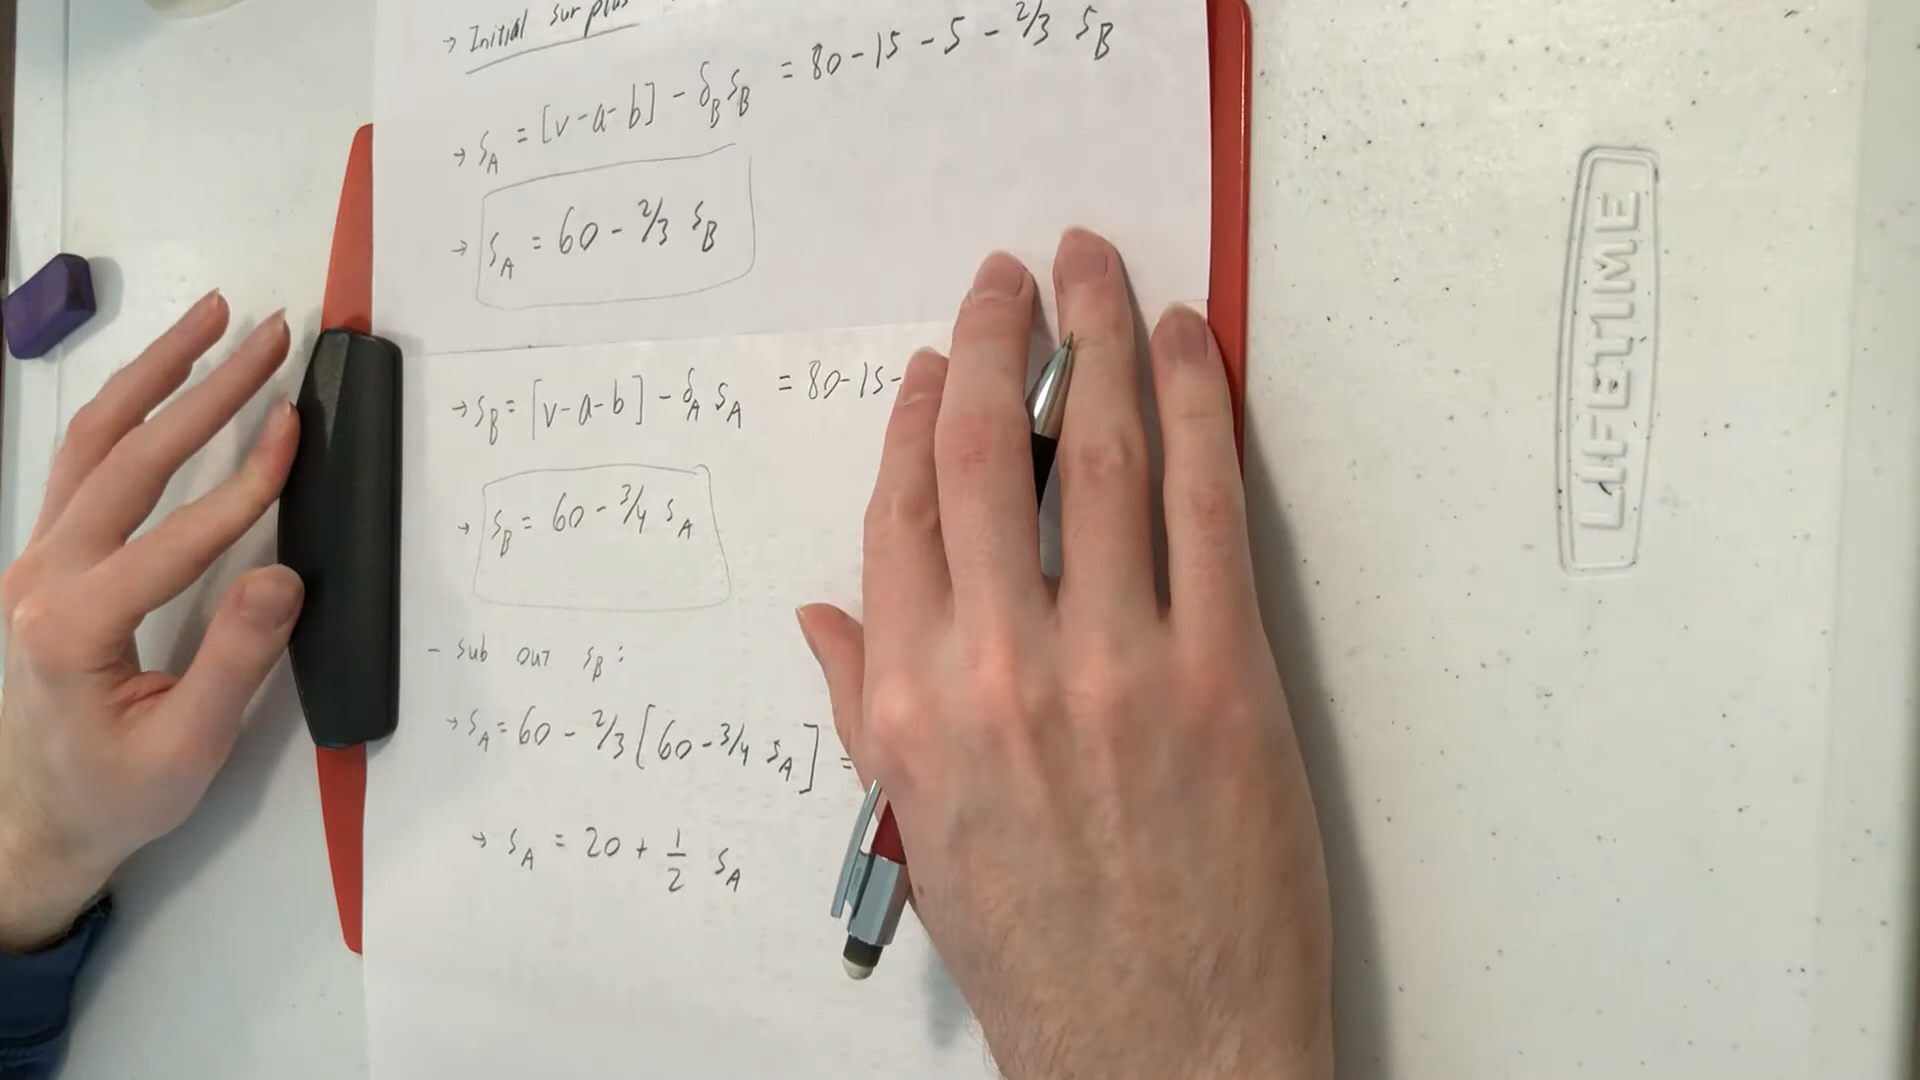 → Initial surplus
→ S_A = [v-a-b] - δ_B S_B = 80-15-5-2/3 S_B
→ S_A = 60-2/3 S_B
→ S_B = [v-a-b] - δ_A S_A = 80-15-
→ S_B = 60-3/4 S_A
- sub out S_B:
→ S_A = 60-2/3[60-3/4 S_A] =
→ S_A = 20 + 1/2 S_A
LIFETIME